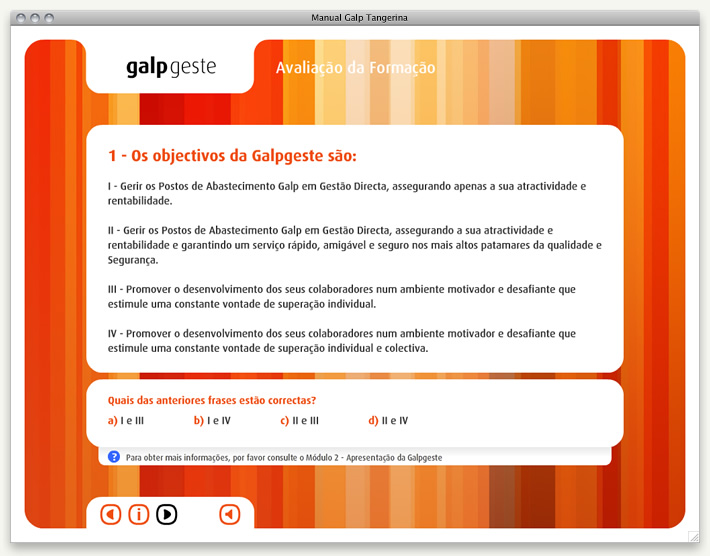 Manual Galp Tangerina
galpgeste
Avaliação da Formação
1 - Os objectivos da Galpgeste são:
I - Gerir os Postos de Abastecimento Galp em Gestão Directa, assegurando apenas a sua atractividade e
rentabilidade.
II - Gerir os Postos de Abastecimento Galp em Gestão Directa, assegurando a sua atractividade e
rentabilidade e garantindo um serviço rápido, amigável e seguro nos mais altos patamares da qualidade e
Segurança.
III - Promover o desenvolvimento dos seus colaboradores num ambiente motivador e desafiante que
estimule uma constante vontade de superação individual.
IV - Promover o desenvolvimento dos seus colaboradores num ambiente motivador e desafiante que
estimule uma constante vontade de superação individual e colectiva.
Quais das anteriores frases estão correctas?
a) I e III b) I e IV c) II e III d) II e IV
? Para obter mais informações, por favor consulte o Módulo 2 - Apresentação da Galpgeste
i